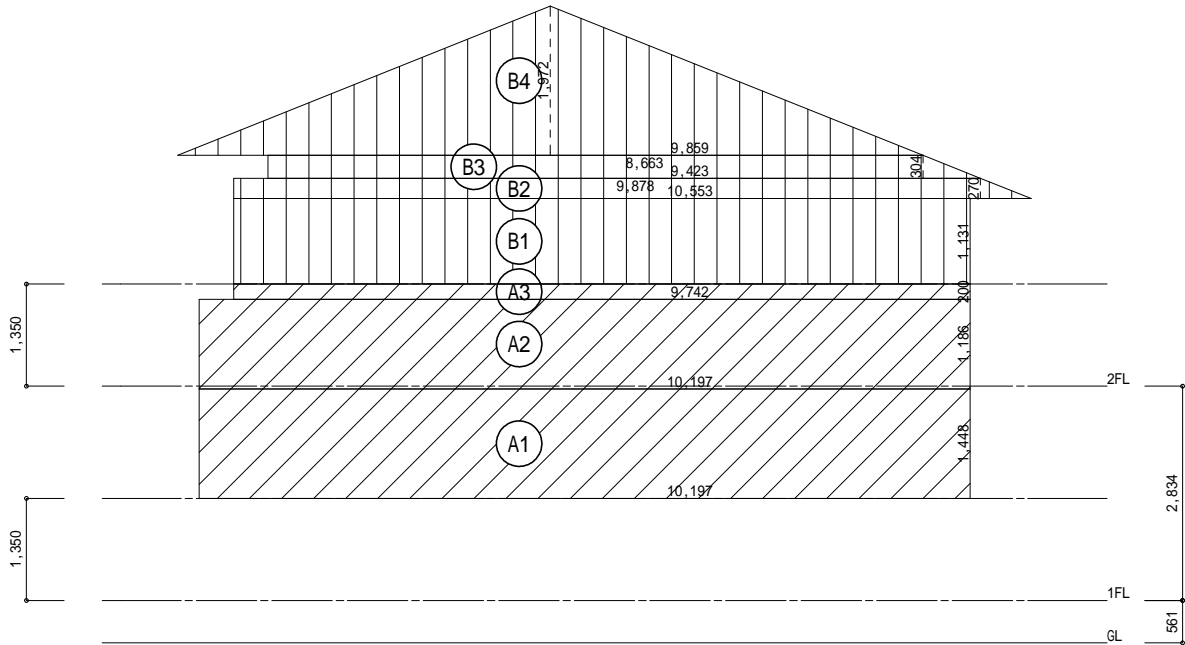 B4
1,972
9,859
B3
8,663
9,423
304
B2
9,878
10,553
270
B1
1,131
A3
9,742
200
1,350
A2
1,186
10,197
2FL
A1
1,448
10,197
2,834
1,350
1FL
561
GL